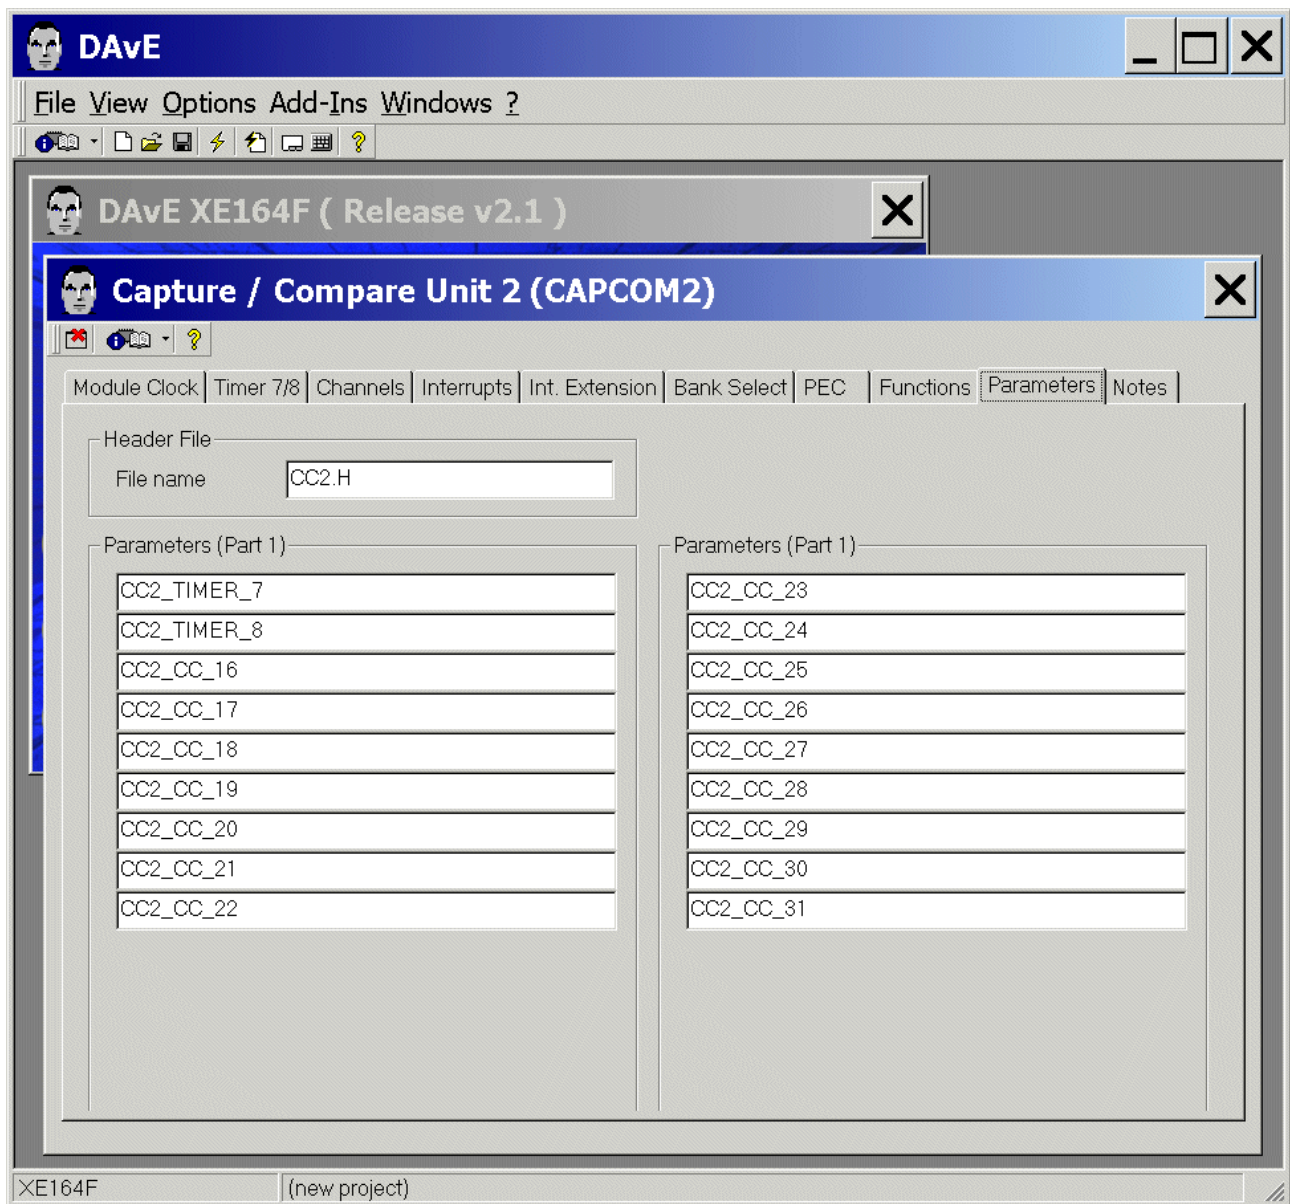 DAvE
File View Options Add-Ins Windows ?
DAvE XE164F ( Release v2.1 )
Capture / Compare Unit 2 (CAPCOM2)
Module Clock Timer 7/8 Channels Interrupts Int. Extension Bank Select PEC Functions Parameters Notes
Header File
File name CC2.H
Parameters (Part 1)
CC2_TIMER_7
CC2_TIMER_8
CC2_CC_16
CC2_CC_17
CC2_CC_18
CC2_CC_19
CC2_CC_20
CC2_CC_21
CC2_CC_22
Parameters (Part 1)
CC2_CC_23
CC2_CC_24
CC2_CC_25
CC2_CC_26
CC2_CC_27
CC2_CC_28
CC2_CC_29
CC2_CC_30
CC2_CC_31
XE164F (new project)